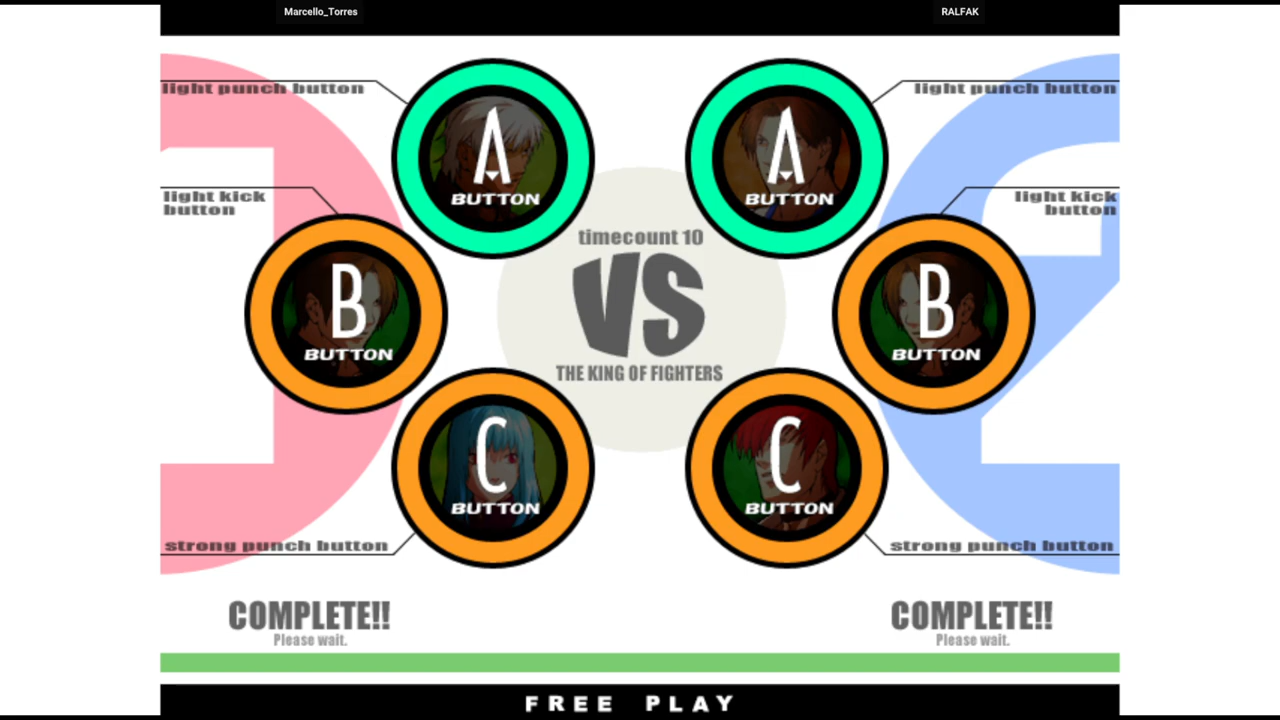 Marcello_Torres
RALFAK
light punch button
A
BUTTON
A
BUTTON
light punch button
light kick
button
B
BUTTON
timecount 10
VS
THE KING OF FIGHTERS
light kick
button
B
BUTTON
C
BUTTON
C
BUTTON
strong punch button
strong punch button
COMPLETE!!
Please wait.
COMPLETE!!
Please wait.
FREE PLAY